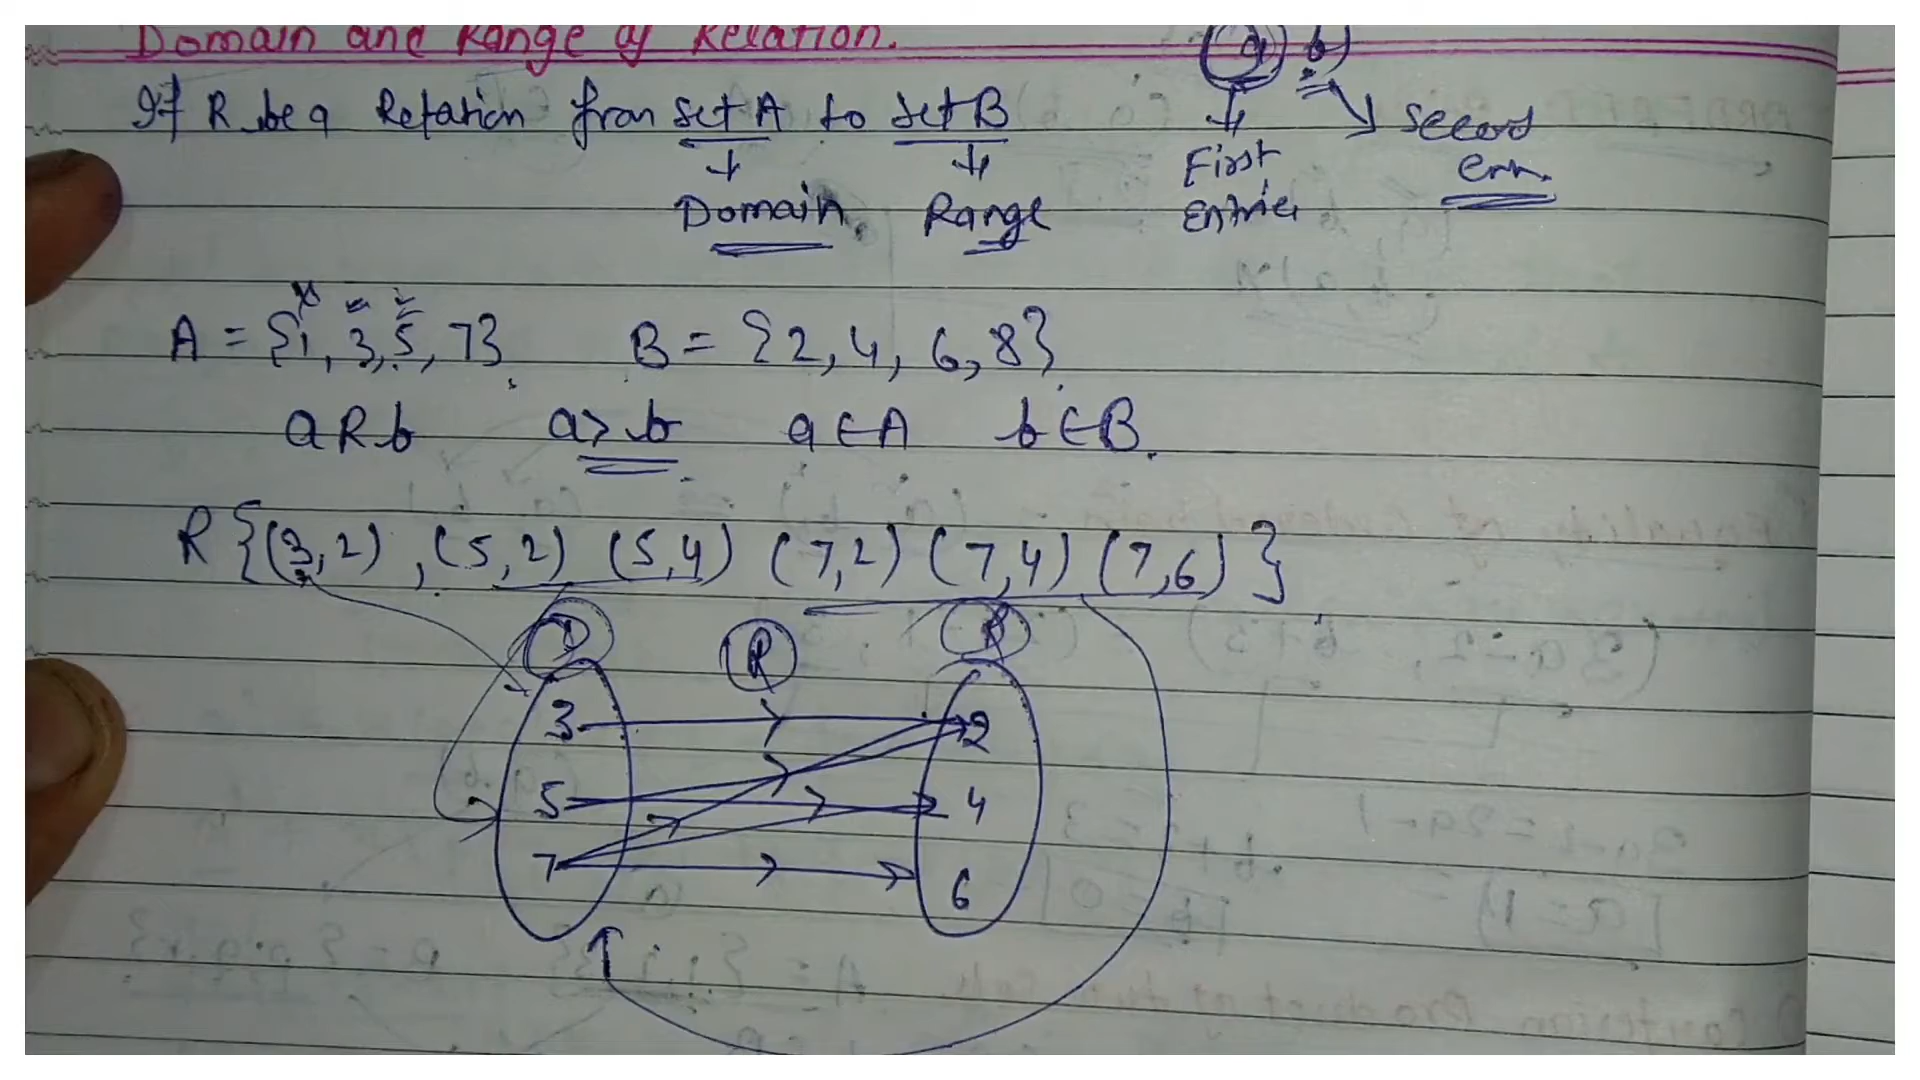 Domain and Range of Relation.
(a, b)
If R be a Relation from set A to set B
First Entries
Second Entr.
Domain Range
A = {1, 3, 5, 7} B = {2, 4, 6, 8}
a R b a > b a ∈ A b ∈ B.
R {(3,2), (5,2) (5,4) (7,2) (7,4) (7,6)}
D R R
3 2
5 4
7 6